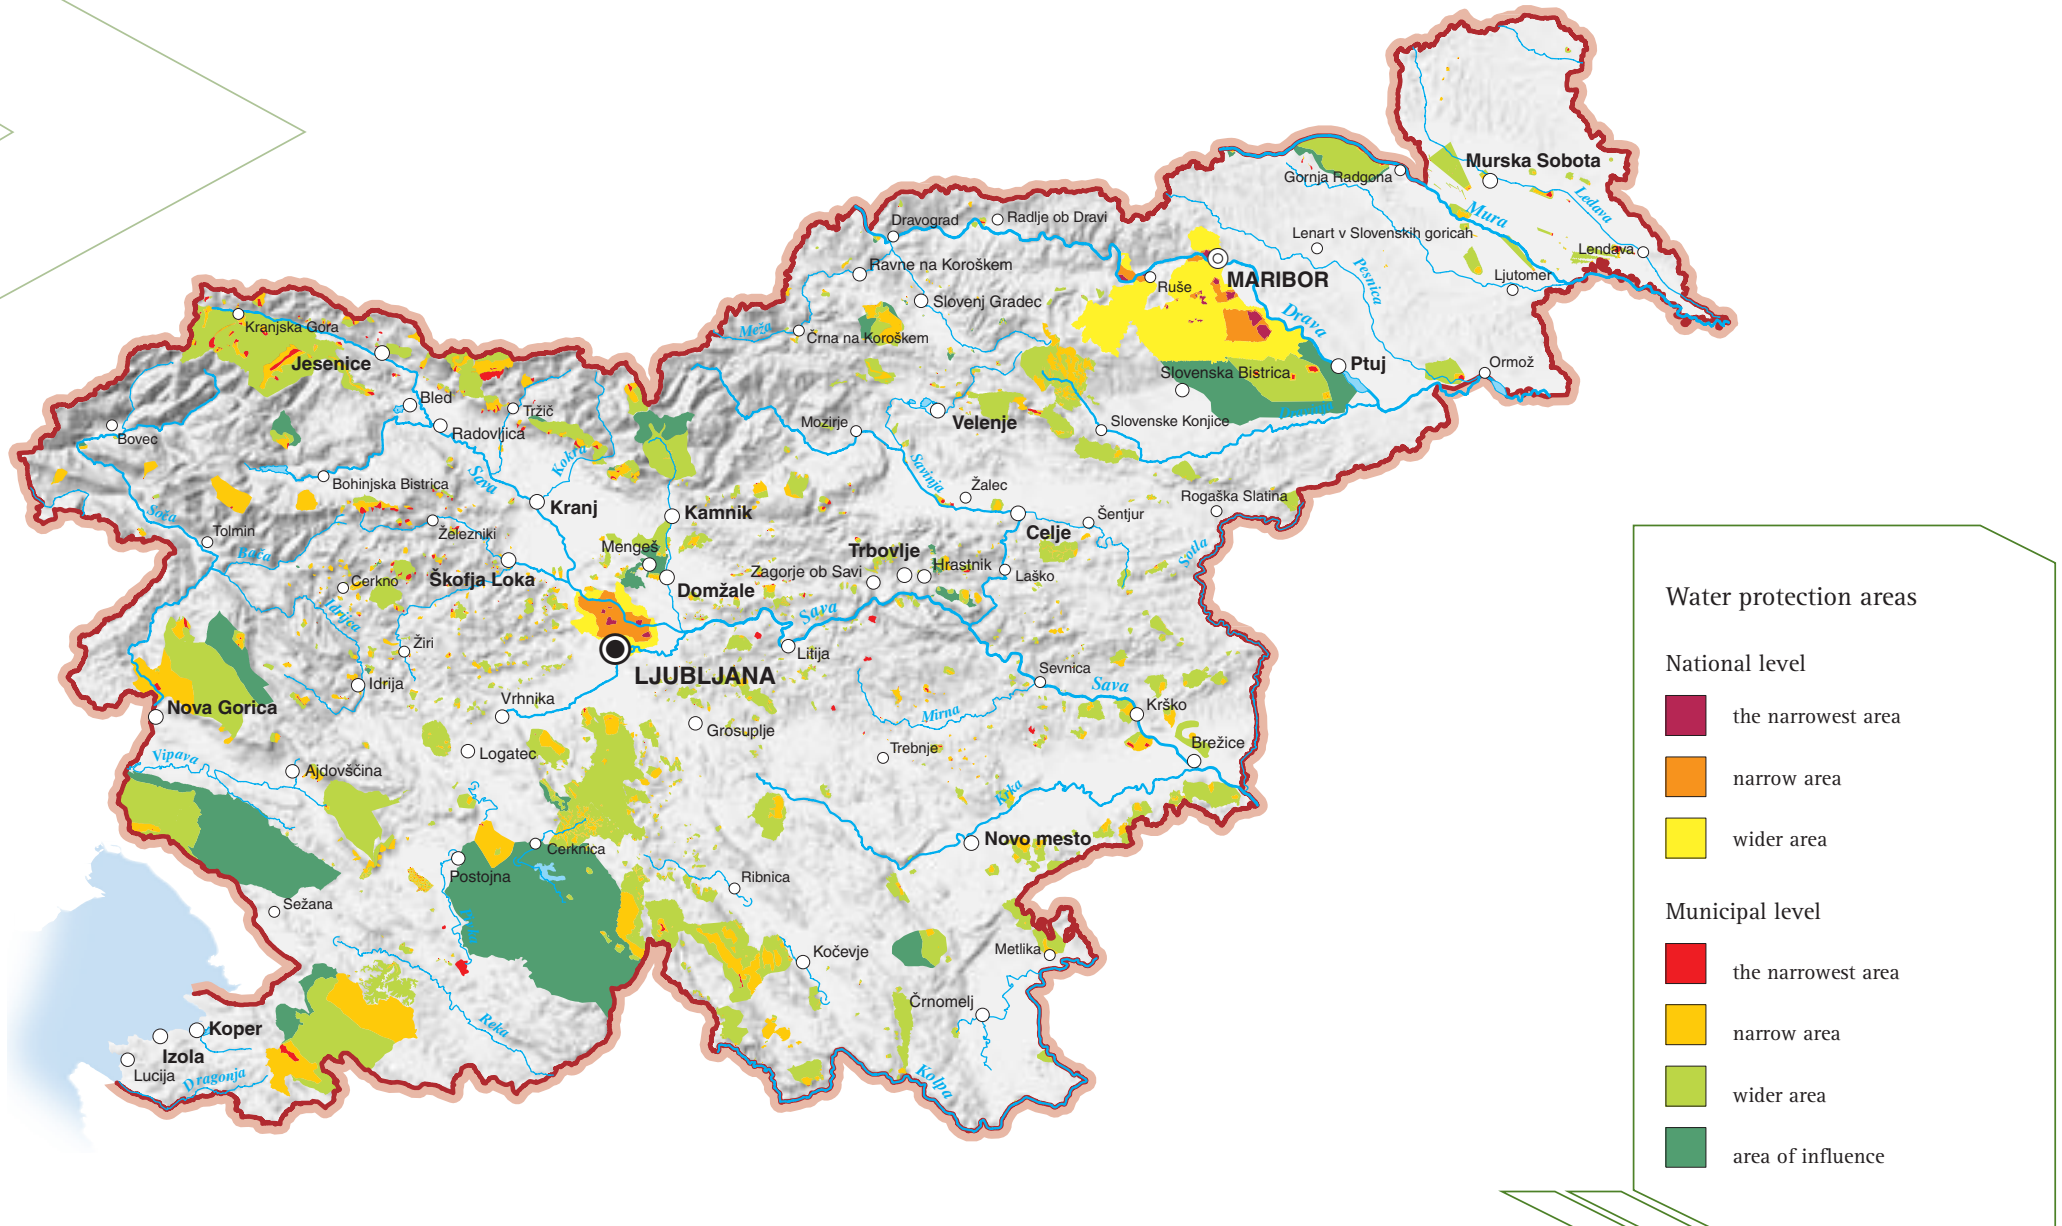 Murska Sobota
Gornja Radgona
Ledava
Mura
Dravograd
Radlje ob Dravi
Lenart v Slovenskih goricah
Lendava
Ravne na Koroškem
Pesnica
Ljutomer
MARIBOR
Ruše
Slovenj Gradec
Drava
Kranjska Gora
Meža
Črna na Koroškem
Jesenice
Ptuj
Ormož
Slovenska Bistrica
Bled
Tržič
Velenje
Dravinja
Mozirje
Slovenske Konjice
Bovec
Radovljica
Kokra
Sava
Savinja
Bohinjska Bistrica
Žalec
Rogaška Slatina
Kranj
Kamnik
Soča
Šentjur
Tolmin
Železniki
Celje
Mengeš
Trbovlje
Sotla
Bača
Hrastnik
Zagorje ob Savi
Laško
Cerkno
Škofja Loka
Domžale
Idrijca
Sava
Žiri
Litija
LJUBLJANA
Sevnica
Idrija
Sava
Vrhnika
Krško
Nova Gorica
Mirna
Grosuplje
Trebnje
Brežice
Logatec
Vipava
Ajdovščina
Krka
Novo mesto
Cerknica
Postojna
Ribnica
Sežana
Kočevje
Metlika
Črnomelj
Reka
Koper
Izola
Lucija
Dragonja
Kolpa
Water protection areas
National level
the narrowest area
narrow area
wider area
Municipal level
the narrowest area
narrow area
wider area
area of influence